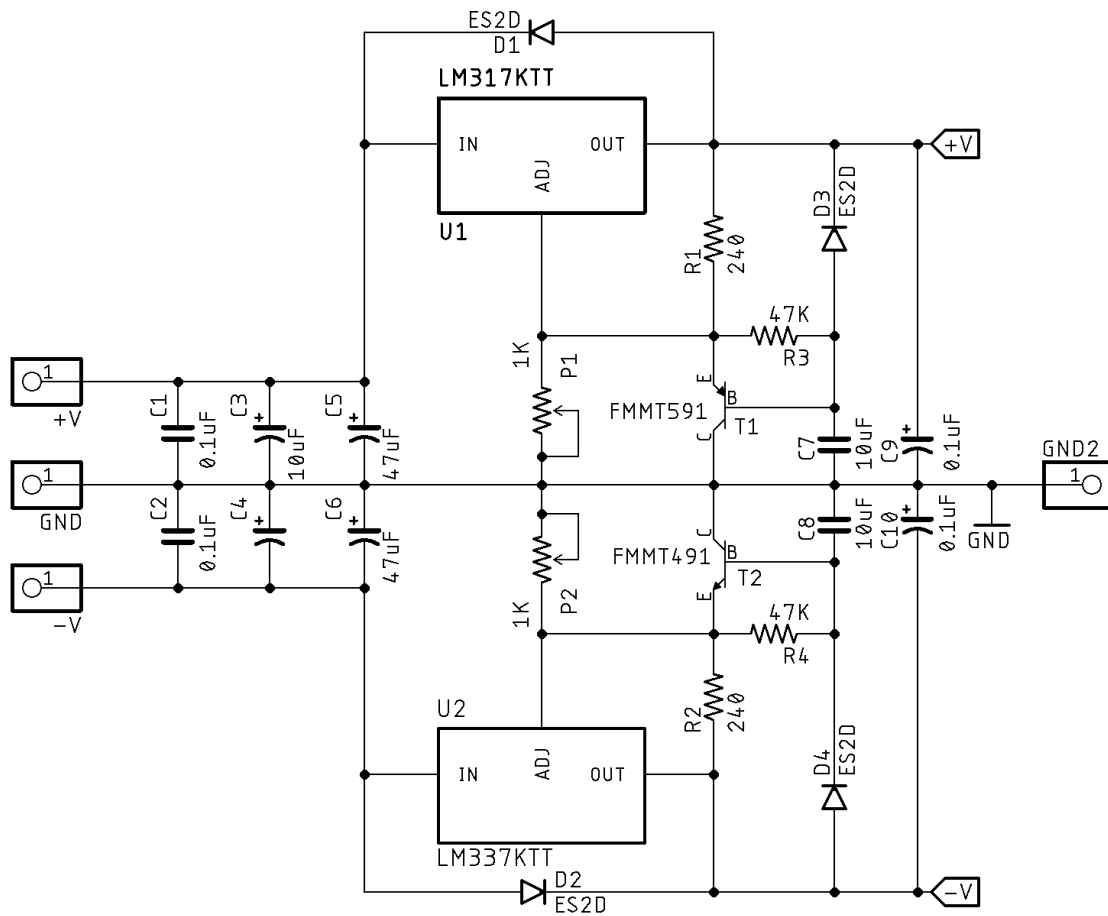 ES2D
D1
LM317KTT
IN
OUT
ADJ
U1
+V
D3
ES2D
R1
240
47K
R3
1K
P1
E
B
C
FMMT591
T1
1
+V
C1
0.1uF
C3
+
10uF
C5
+
47uF
C7
10uF
C9
+
0.1uF
GND2
1
1
GND
C2
0.1uF
C4
+
C6
+
47uF
C8
10uF
C10
+
0.1uF
GND
1
-V
1K
P2
C
B
E
FMMT491
T2
47K
R4
U2
R2
240
IN
OUT
ADJ
D4
ES2D
LM337KTT
D2
ES2D
-V